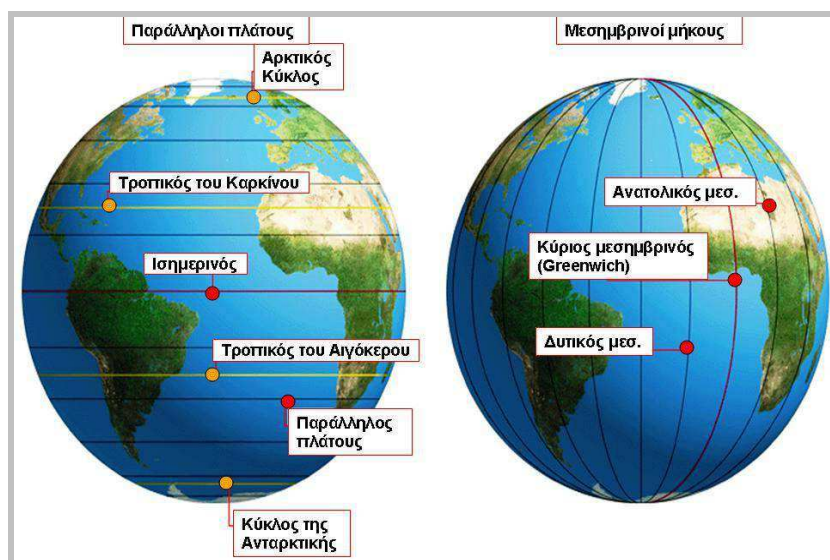 Παράλληλοι πλάτους
Αρκτικός
Κύκλος
Τροπικός του Καρκίνου
Ισημερινός
Τροπικός του Αιγόκερου
Παράλληλος
πλάτους
Κύκλος της
Ανταρκτικής
Μεσημβρινοί μήκους
Ανατολικός μεσ.
Κύριος μεσημβρινός
(Greenwich)
Δυτικός μεσ.